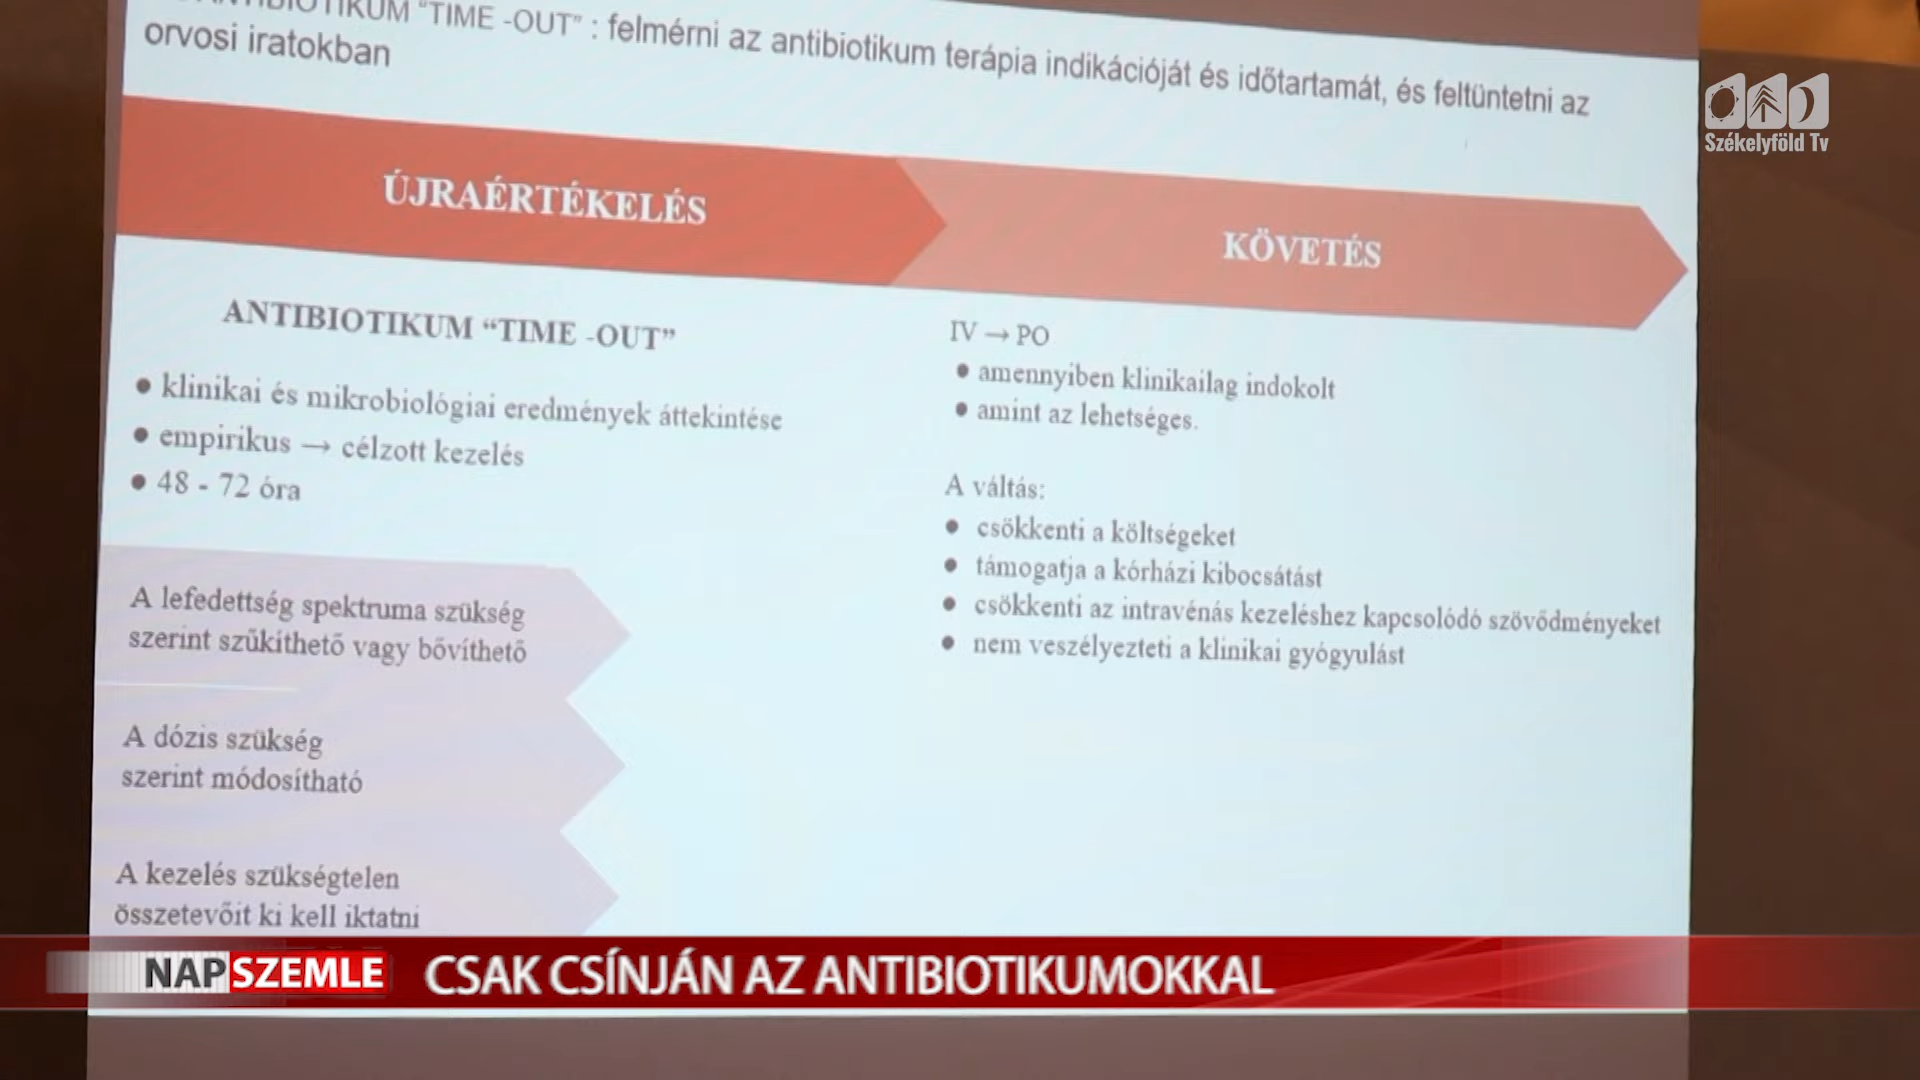 ANTIBIOTIKUM “TIME -OUT” : felmérni az antibiotikum terápia indikációját és időtartamát, és feltüntetni az
orvosi iratokban
Székelyföld Tv
ÚJRAÉRTÉKELÉS
KÖVETÉS
ANTIBIOTIKUM “TIME -OUT”
● klinikai és mikrobiológiai eredmények áttekintése
● empirikus → célzott kezelés
● 48 - 72 óra
A lefedettség spektruma szükség
szerint szűkíthető vagy bővíthető
A dózis szükség
szerint módosítható
A kezelés szükségtelen
összetevőit ki kell iktatni
IV → PO
● amennyiben klinikailag indokolt
● amint az lehetséges.
A váltás:
● csökkenti a költségeket
● támogatja a kórházi kibocsátást
● csökkenti az intravénás kezeléshez kapcsolódó szövődményeket
● nem veszélyezteti a klinikai gyógyulást
NAPSZEMLE
CSAK CSÍNJÁN AZ ANTIBIOTIKUMOKKAL